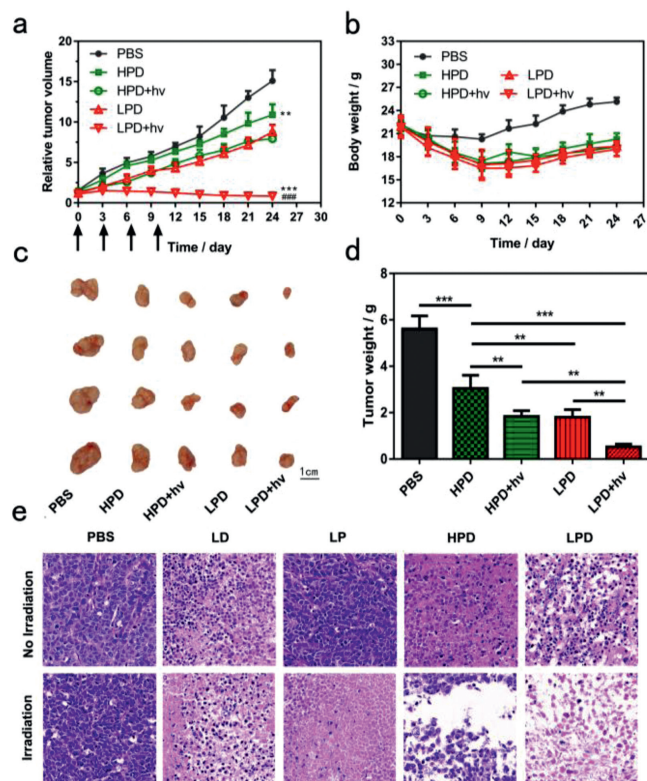 a
Relative tumor volume
20
15
10
5
0
PBS
HPD
HPD+hv
LPD
LPD+hv
**
***
###
0 3 6 9 12 15 18 21 24 27 30
Time / day
b
Body weight / g
30
27
24
21
18
15
12
PBS
HPD
HPD+hv
LPD
LPD+hv
0 3 6 9 12 15 18 21 24 27
Time / day
c
1cm
PBS HPD HPD+hv LPD LPD+hv
d
Tumor weight / g
8
6
4
2
0
***
***
**
**
**
**
PBS HPD HPD+hv LPD LPD+hv
e
PBS LD LP HPD LPD
No Irradiation
Irradiation